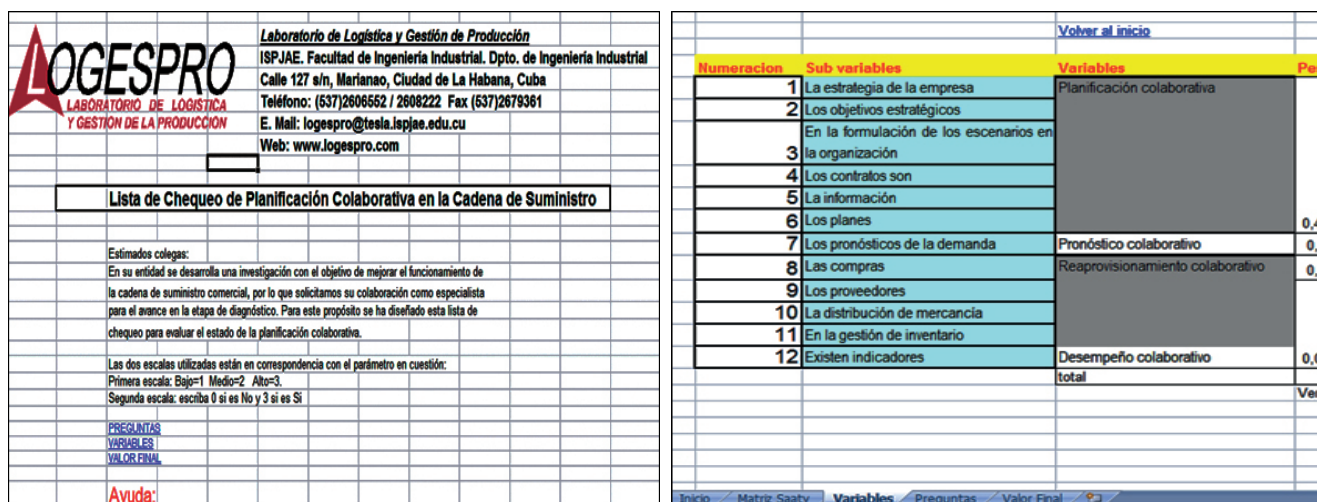 LOGESPRO
LABORATORIO DE LOGÍSTICA
Y GESTIÓN DE LA PRODUCCIÓN
Laboratorio de Logística y Gestión de Producción
ISPJAE. Facultad de Ingeniería Industrial. Dpto. de Ingeniería Industrial
Calle 127 s/n, Marianao, Ciudad de La Habana, Cuba
Teléfono: (537)2606552 / 2608222 Fax (537)2679361
E. Mail: logespro@tesla.ispjae.edu.cu
Web: www.logespro.com
Lista de Chequeo de Planificación Colaborativa en la Cadena de Suministro
Estimados colegas:
En su entidad se desarrolla una investigación con el objetivo de mejorar el funcionamiento de
la cadena de suministro comercial, por lo que solicitamos su colaboración como especialista
para el avance en la etapa de diagnóstico. Para este propósito se ha diseñado esta lista de
chequeo para evaluar el estado de la planificación colaborativa.
Las dos escalas utilizadas están en correspondencia con el parámetro en cuestión:
Primera escala: Bajo=1 Medio=2 Alto=3.
Segunda escala: escriba 0 si es No y 3 si es Si
PREGUNTAS
VARIABLES
VALOR FINAL
Ayuda:
Volver al inicio
Numeracion Sub variables Variables
1 La estrategia de la empresa Planificación colaborativa
2 Los objetivos estratégicos
En la formulación de los escenarios en
3 la organización
4 Los contratos son
5 La información
6 Los planes
7 Los pronósticos de la demanda Pronóstico colaborativo
8 Las compras Reaprovisionamiento colaborativo
9 Los proveedores
10 La distribución de mercancía
11 En la gestión de inventario
12 Existen indicadores Desempeño colaborativo
total
Inicio Matriz Saaty Variables Preguntas Valor Final